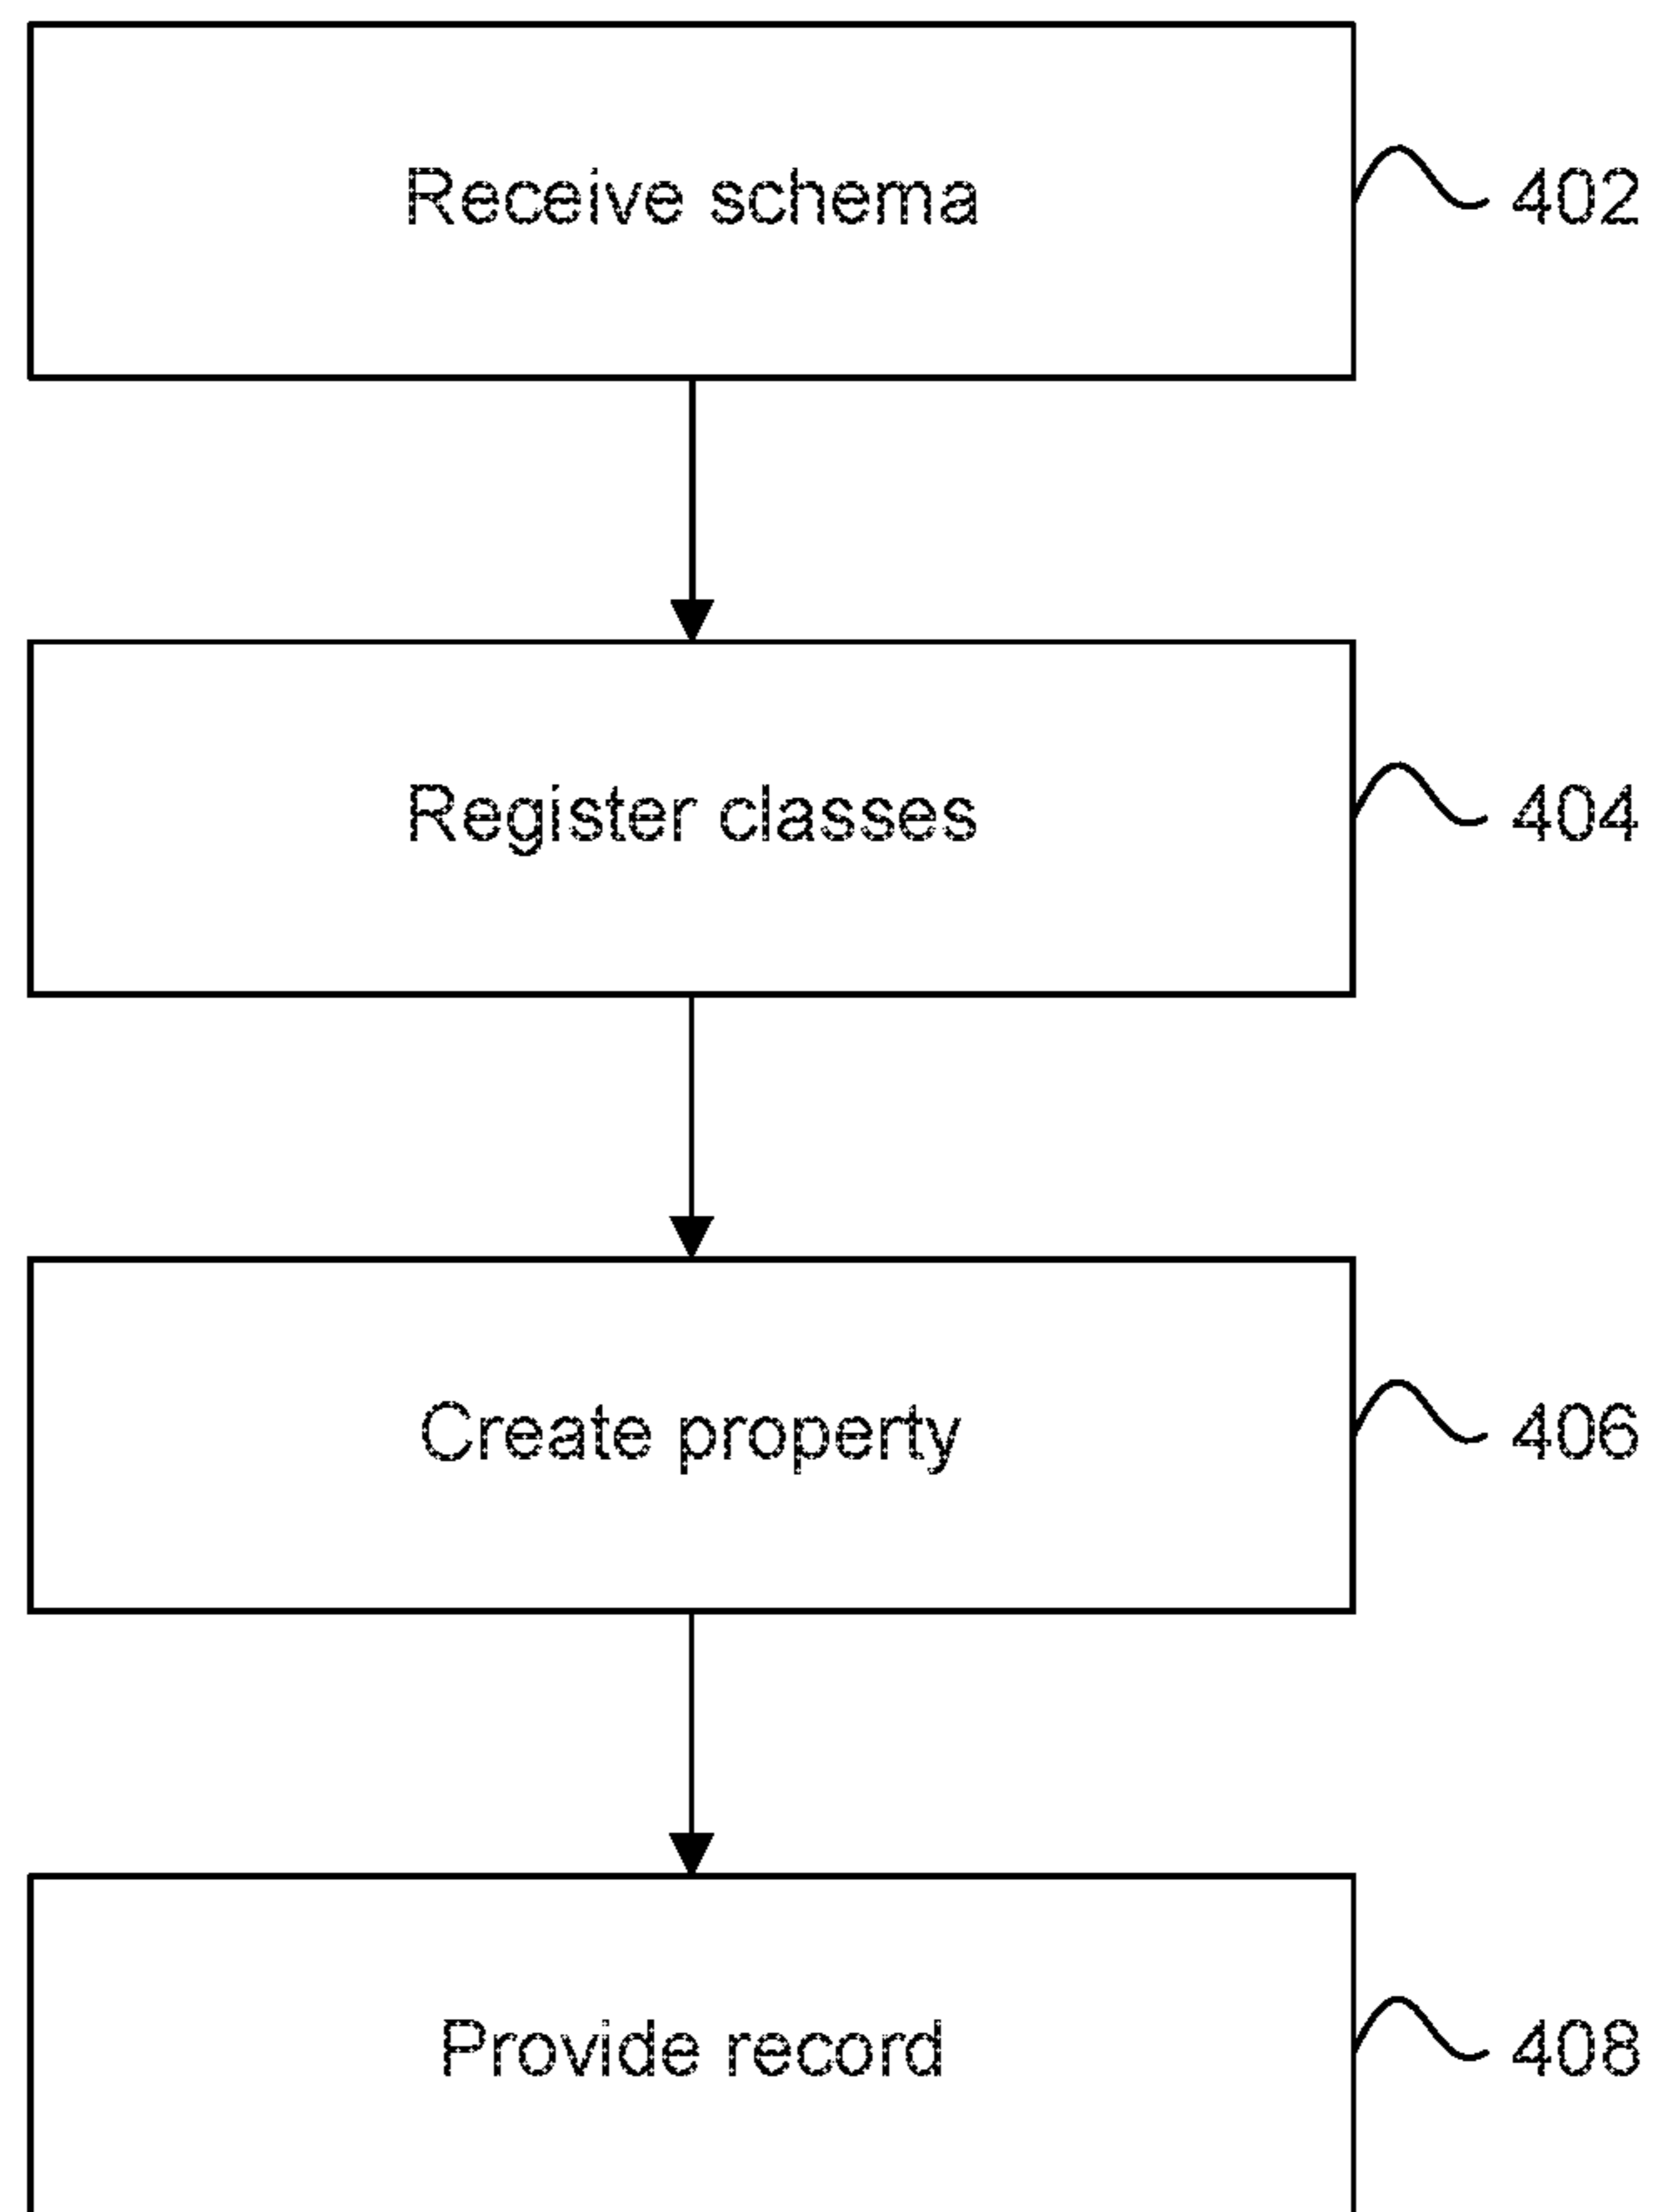 Receive schema
402
Register classes
404
Create property
406
Provide record
408